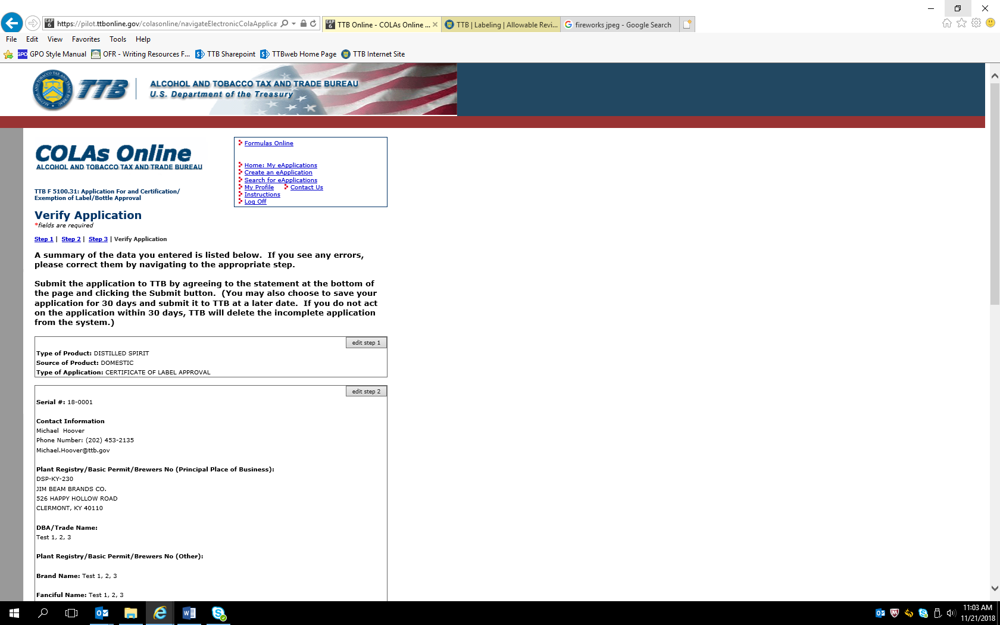 https://pilot.ttbonline.gov/colasonline/navigateElectronicColaApplica
TTB Online - COLAs Online ...
TTB | Labeling | Allowable Revi...
fireworks jpeg - Google Search
File Edit View Favorites Tools Help
GPO Style Manual OFR - Writing Resources F... TTB Sharepoint TTBweb Home Page TTB Internet Site
TTB
ALCOHOL AND TOBACCO TAX AND TRADE BUREAU
U.S. Department of the Treasury
COLAs Online
ALCOHOL AND TOBACCO TAX AND TRADE BUREAU
Formulas Online
Home: My eApplications
Create an eApplication
Search for eApplications
My Profile Contact Us
Instructions
Log Off
TTB F 5100.31: Application For and Certification/
Exemption of Label/Bottle Approval
Verify Application
*fields are required
Step 1 | Step 2 | Step 3 | Verify Application
A summary of the data you entered is listed below. If you see any errors,
please correct them by navigating to the appropriate step.
Submit the application to TTB by agreeing to the statement at the bottom of
the page and clicking the Submit button. (You may also choose to save your
application for 30 days and submit it to TTB at a later date. If you do not act
on the application within 30 days, TTB will delete the incomplete application
from the system.)
edit step 1
Type of Product: DISTILLED SPIRIT
Source of Product: DOMESTIC
Type of Application: CERTIFICATE OF LABEL APPROVAL
edit step 2
Serial #: 18-0001
Contact Information
Michael Hoover
Phone Number: (202) 453-2135
Michael.Hoover@ttb.gov
Plant Registry/Basic Permit/Brewers No (Principal Place of Business):
DSP-KY-230
JIM BEAM BRANDS CO.
526 HAPPY HOLLOW ROAD
CLERMONT, KY 40110
DBA/Trade Name:
Test 1, 2, 3
Plant Registry/Basic Permit/Brewers No (Other):
Brand Name: Test 1, 2, 3
Fanciful Name: Test 1, 2, 3
11:03 AM
11/21/2018